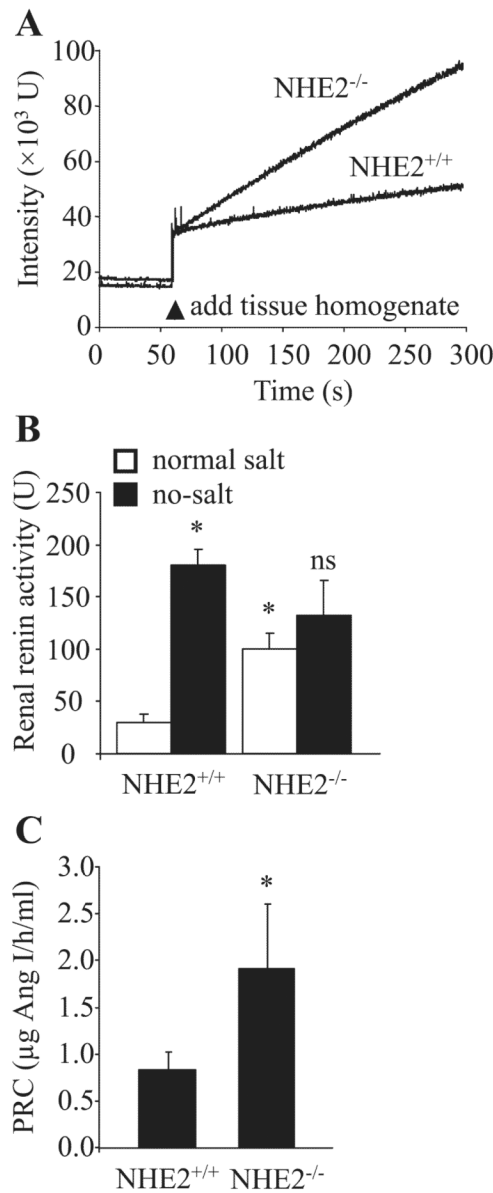 A
Intensity (×10³ U)
100
80
60
40
20
0
NHE2-/-
NHE2+/+
▲ add tissue homogenate
0 50 100 150 200 250 300
Time (s)
B
normal salt
no-salt
Renal renin activity (U)
250
200
150
100
50
0
*
*
ns
NHE2+/+ NHE2-/-
C
PRC (µg Ang I/h/ml)
3.0
2.5
2.0
1.5
1.0
0.5
0.0
*
NHE2+/+ NHE2-/-